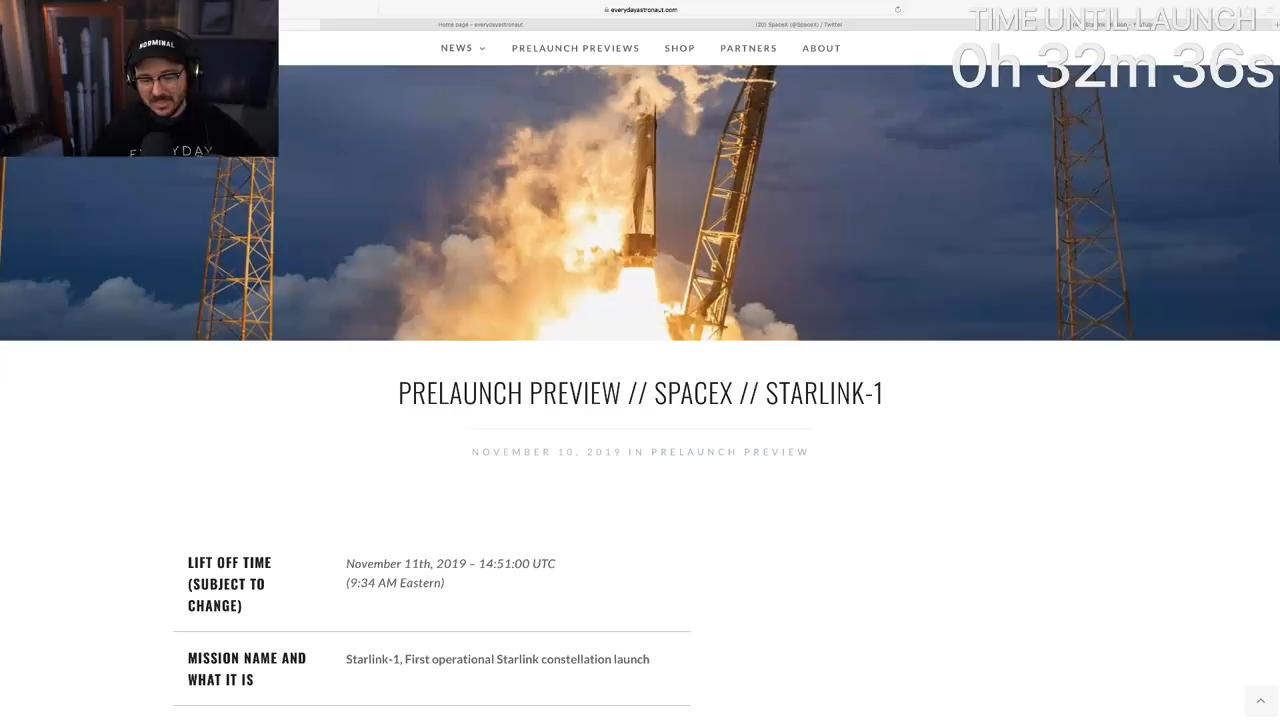 everydayastronaut.com
Home page – everydayastronaut
(20) SpaceX (@SpaceX) / Twitter
TIME UNTIL LAUNCH
0h 32m 36s
NEWS
PRELAUNCH PREVIEWS
SHOP
PARTNERS
ABOUT
NORMINAL
PRELAUNCH PREVIEW // SPACEX // STARLINK-1
NOVEMBER 10, 2019 IN PRELAUNCH PREVIEW
LIFT OFF TIME
(SUBJECT TO
CHANGE)
November 11th, 2019 – 14:51:00 UTC
(9:34 AM Eastern)
MISSION NAME AND
WHAT IT IS
Starlink-1, First operational Starlink constellation launch